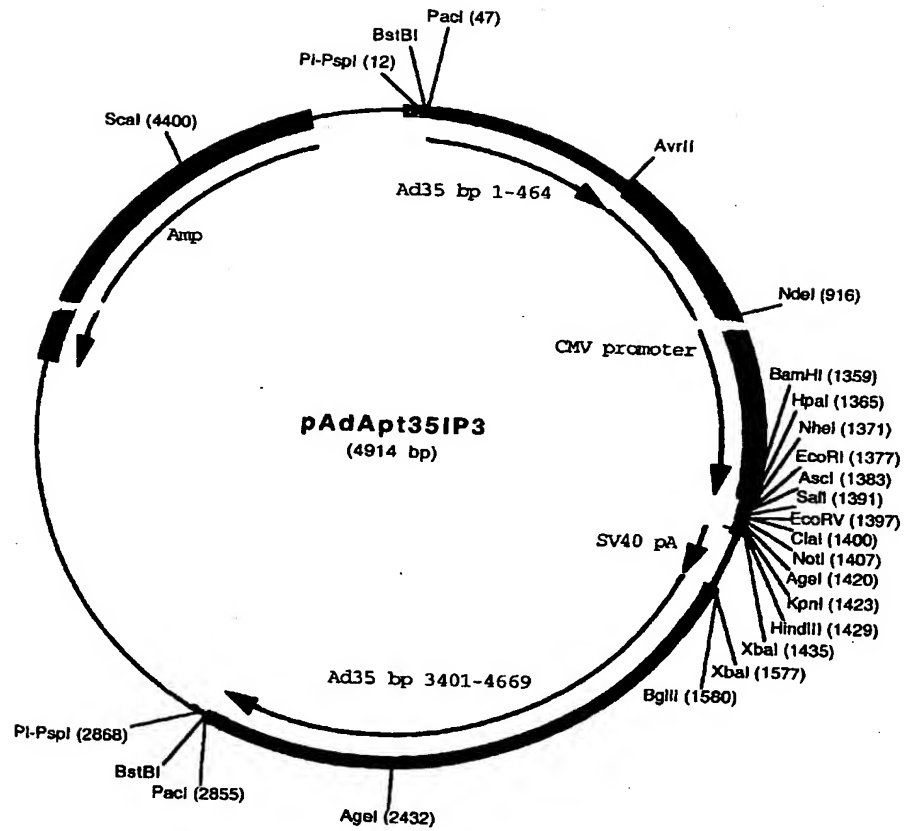 PacI (47)
BstBI
PI-PspI (12)
ScaI (4400)
AvrII
Ad35 bp 1-464
Amp
NdeI (916)
CMV promoter
BamHI (1359)
HpaI (1365)
NheI (1371)
pAdApt35IP3
(4914 bp)
EcoRI (1377)
AscI (1383)
SalI (1391)
EcoRV (1397)
SV40 pA
ClaI (1400)
NotI (1407)
AgeI (1420)
KpnI (1423)
HindIII (1429)
XbaI (1435)
XbaI (1577)
Ad35 bp 3401-4669
BglII (1580)
PI-PspI (2868)
BstBI
PacI (2855)
AgeI (2432)